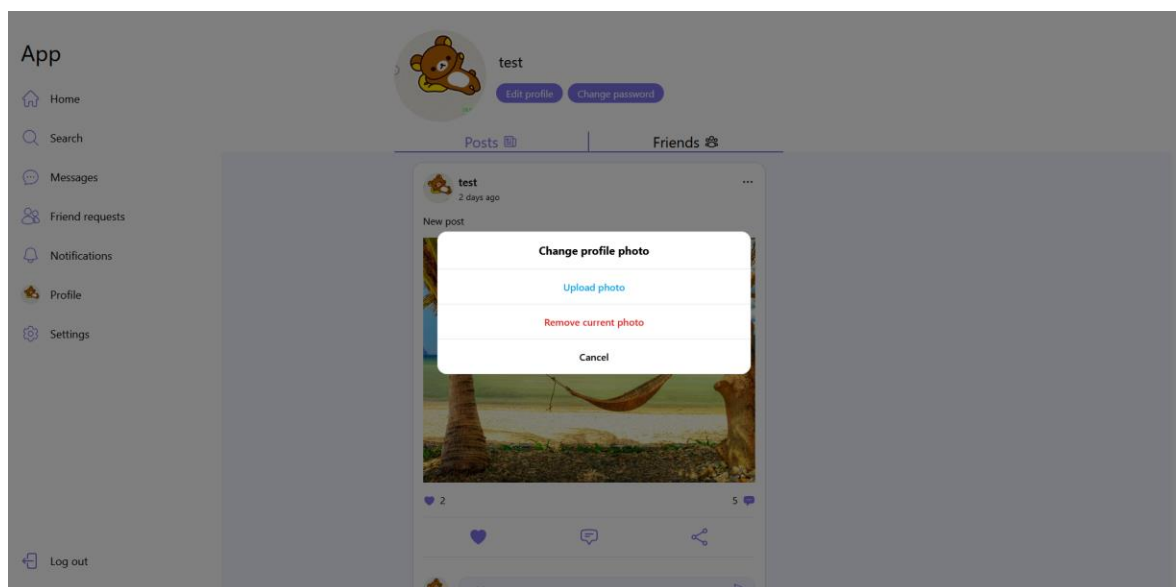 App
Home
Search
Messages
Friend requests
Notifications
Profile
Settings
Log out
test
Edit profile Change password
Posts Friends
test
2 days ago
New post
Change profile photo
Upload photo
Remove current photo
Cancel
2 5